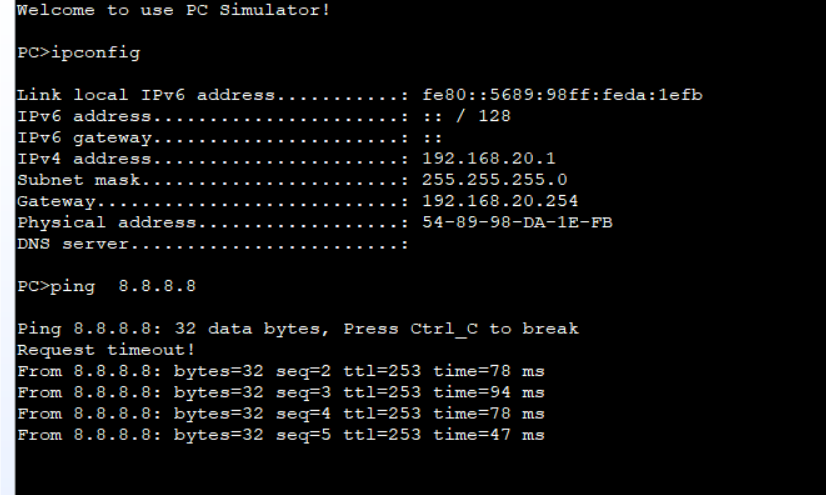 Welcome to use PC Simulator!
PC>ipconfig
Link local IPv6 address...........: fe80::5689:98ff:feda:1efb
IPv6 address......................: :: / 128
IPv6 gateway......................: ::
IPv4 address......................: 192.168.20.1
Subnet mask.......................: 255.255.255.0
Gateway...........................: 192.168.20.254
Physical address..................: 54-89-98-DA-1E-FB
DNS server........................:
PC>ping  8.8.8.8
Ping 8.8.8.8: 32 data bytes, Press Ctrl_C to break
Request timeout!
From 8.8.8.8: bytes=32 seq=2 ttl=253 time=78 ms
From 8.8.8.8: bytes=32 seq=3 ttl=253 time=94 ms
From 8.8.8.8: bytes=32 seq=4 ttl=253 time=78 ms
From 8.8.8.8: bytes=32 seq=5 ttl=253 time=47 ms